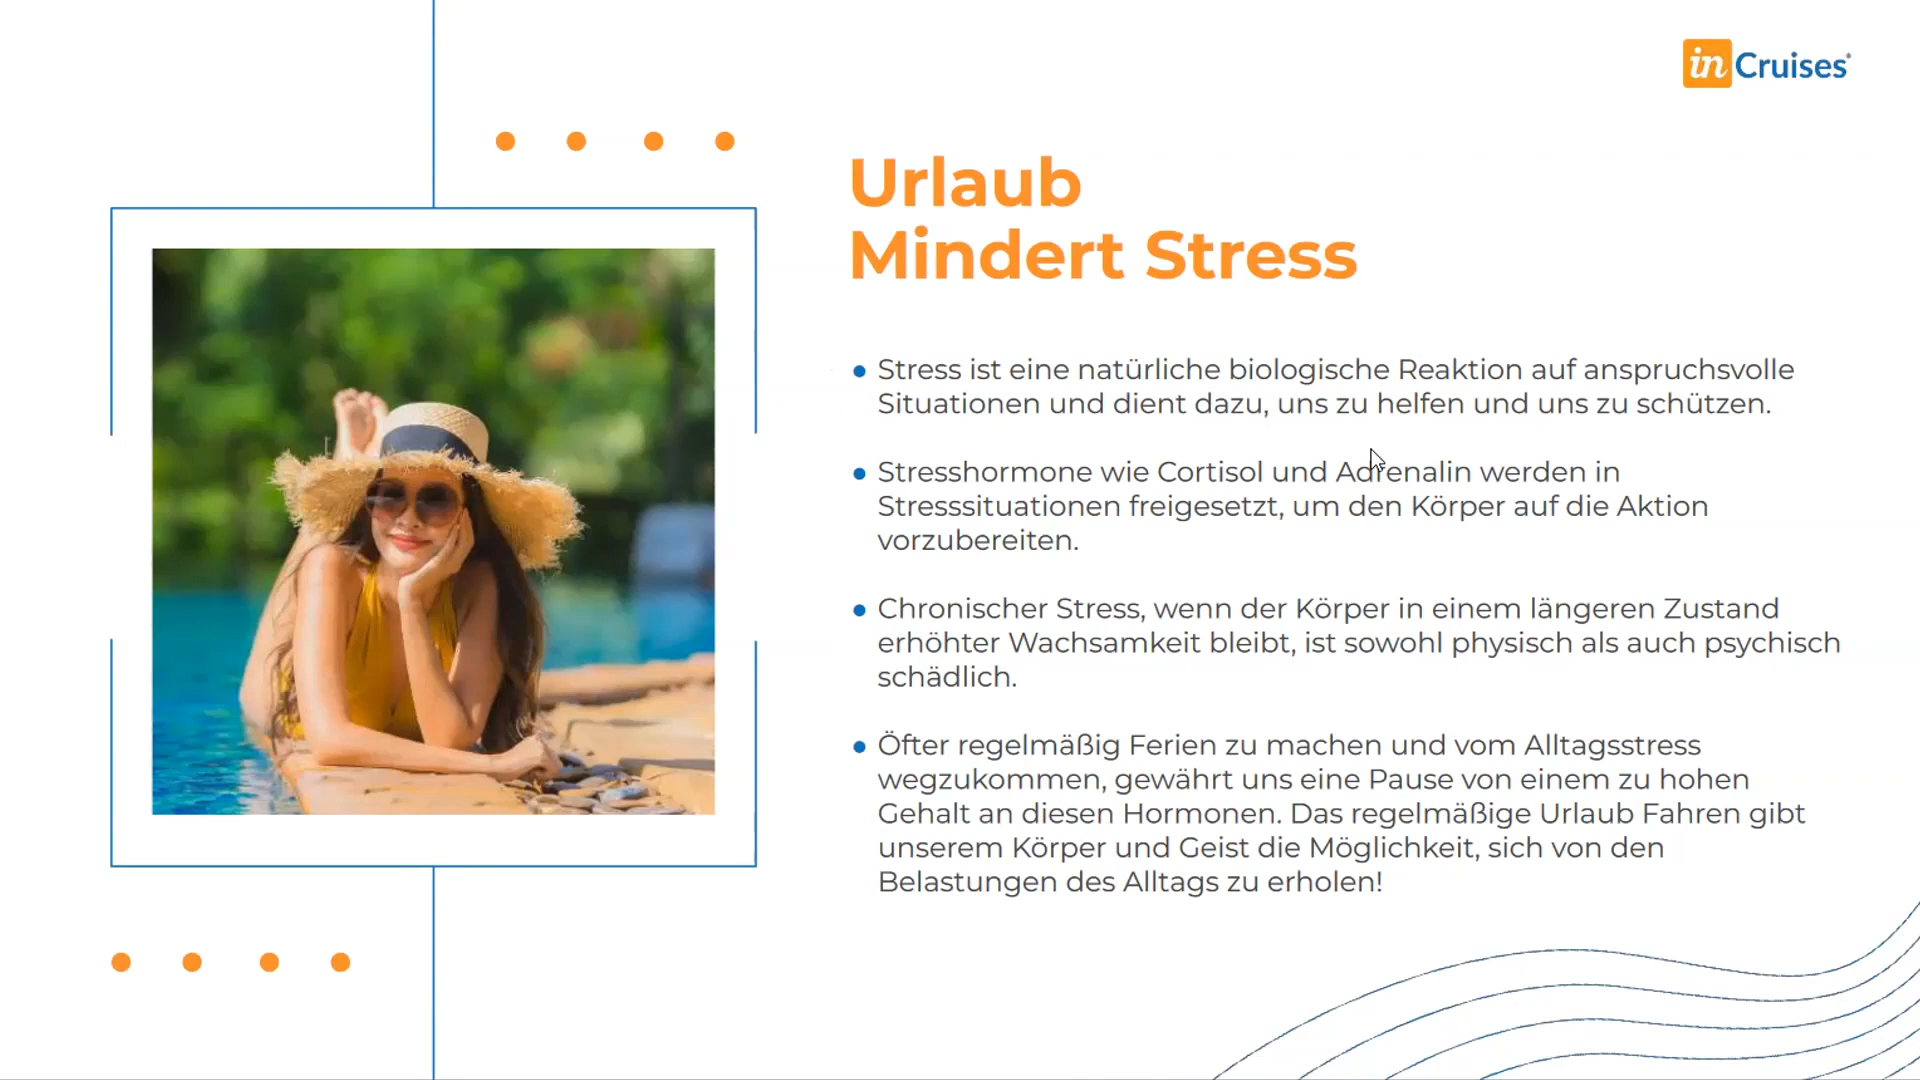 in Cruises®
Urlaub
Mindert Stress
• Stress ist eine natürliche biologische Reaktion auf anspruchsvolle
Situationen und dient dazu, uns zu helfen und uns zu schützen.
• Stresshormone wie Cortisol und Adrenalin werden in
Stresssituationen freigesetzt, um den Körper auf die Aktion
vorzubereiten.
• Chronischer Stress, wenn der Körper in einem längeren Zustand
erhöhter Wachsamkeit bleibt, ist sowohl physisch als auch psychisch
schädlich.
• Öfter regelmäßig Ferien zu machen und vom Alltagsstress
wegzukommen, gewährt uns eine Pause von einem zu hohen
Gehalt an diesen Hormonen. Das regelmäßige Urlaub Fahren gibt
unserem Körper und Geist die Möglichkeit, sich von den
Belastungen des Alltags zu erholen!